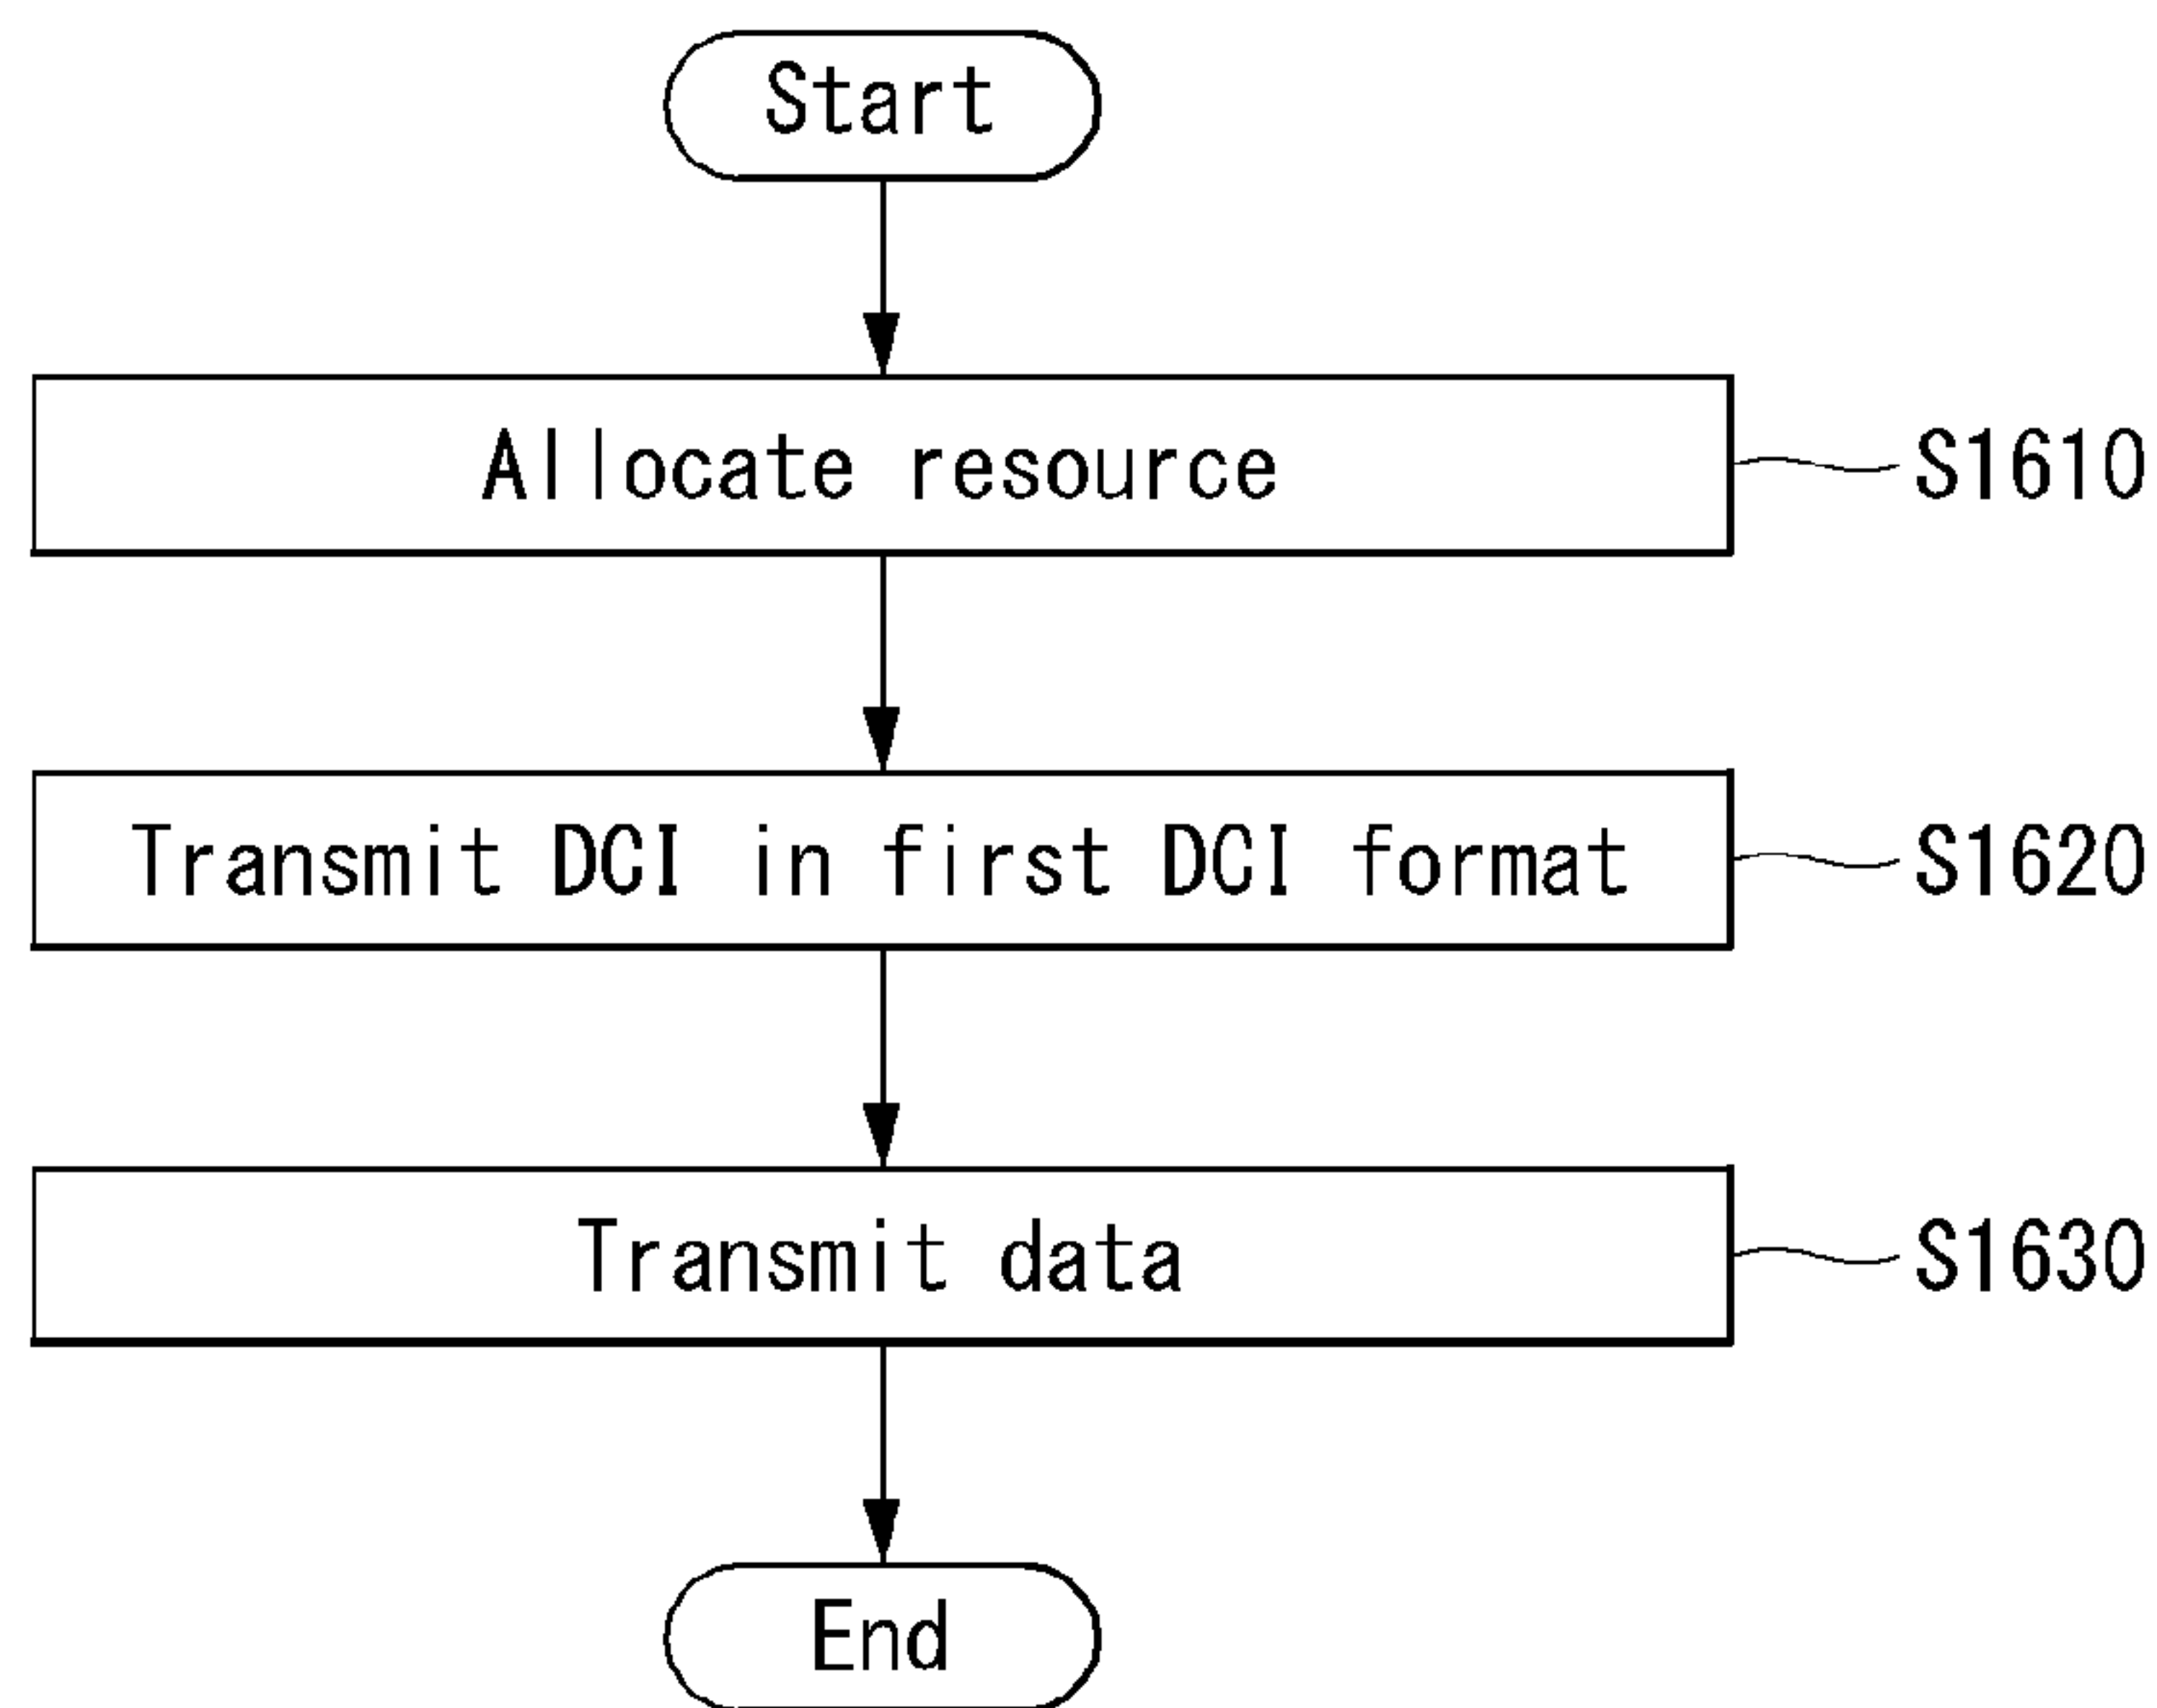 Start
Allocate resource
S1610
Transmit DCI in first DCI format
S1620
Transmit data
S1630
End